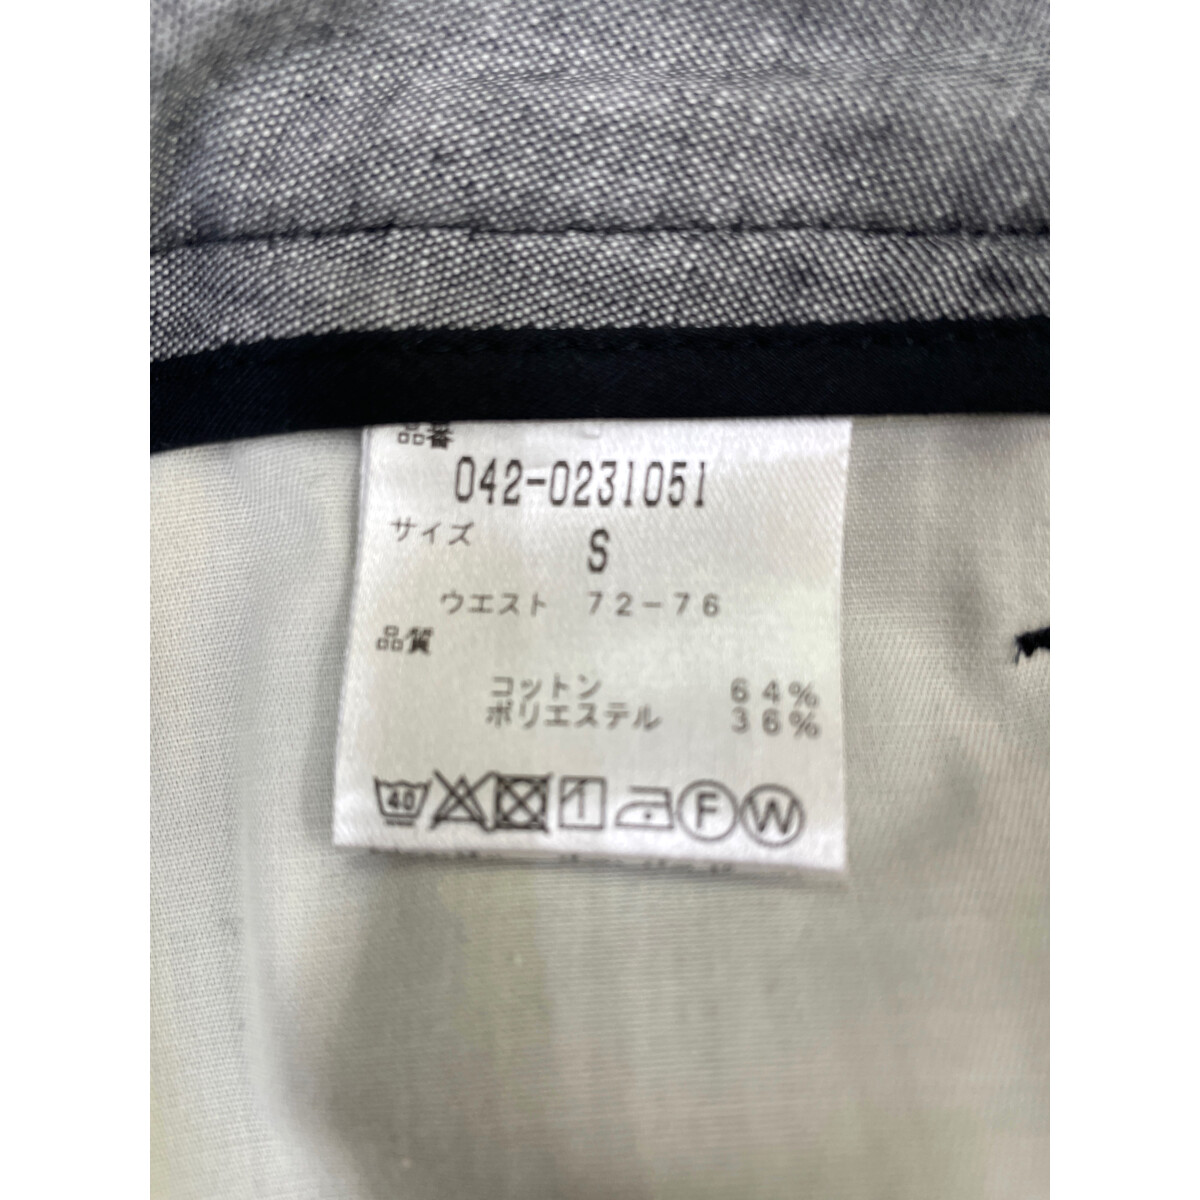 品番
042-0231051
サイズ S
ウエスト 72-76
品質
コットン 64%
ポリエステル 36%
40 F W